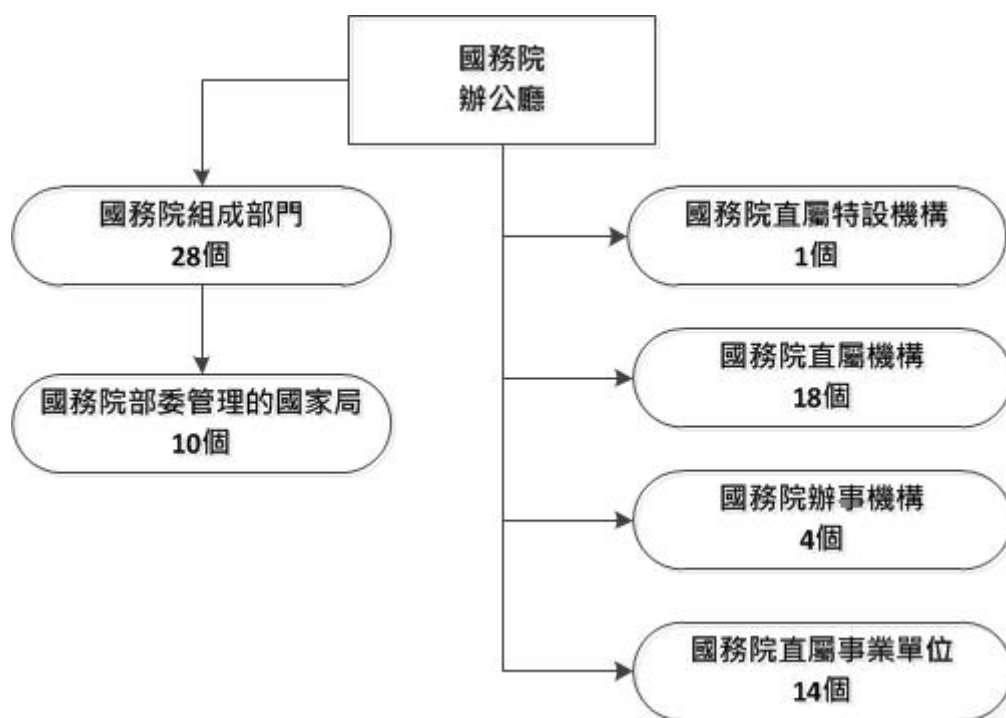 國務院
辦公廳
國務院組成部門
28個
國務院部委管理的國家局
10個
國務院直屬特設機構
1個
國務院直屬機構
18個
國務院辦事機構
4個
國務院直屬事業單位
14個